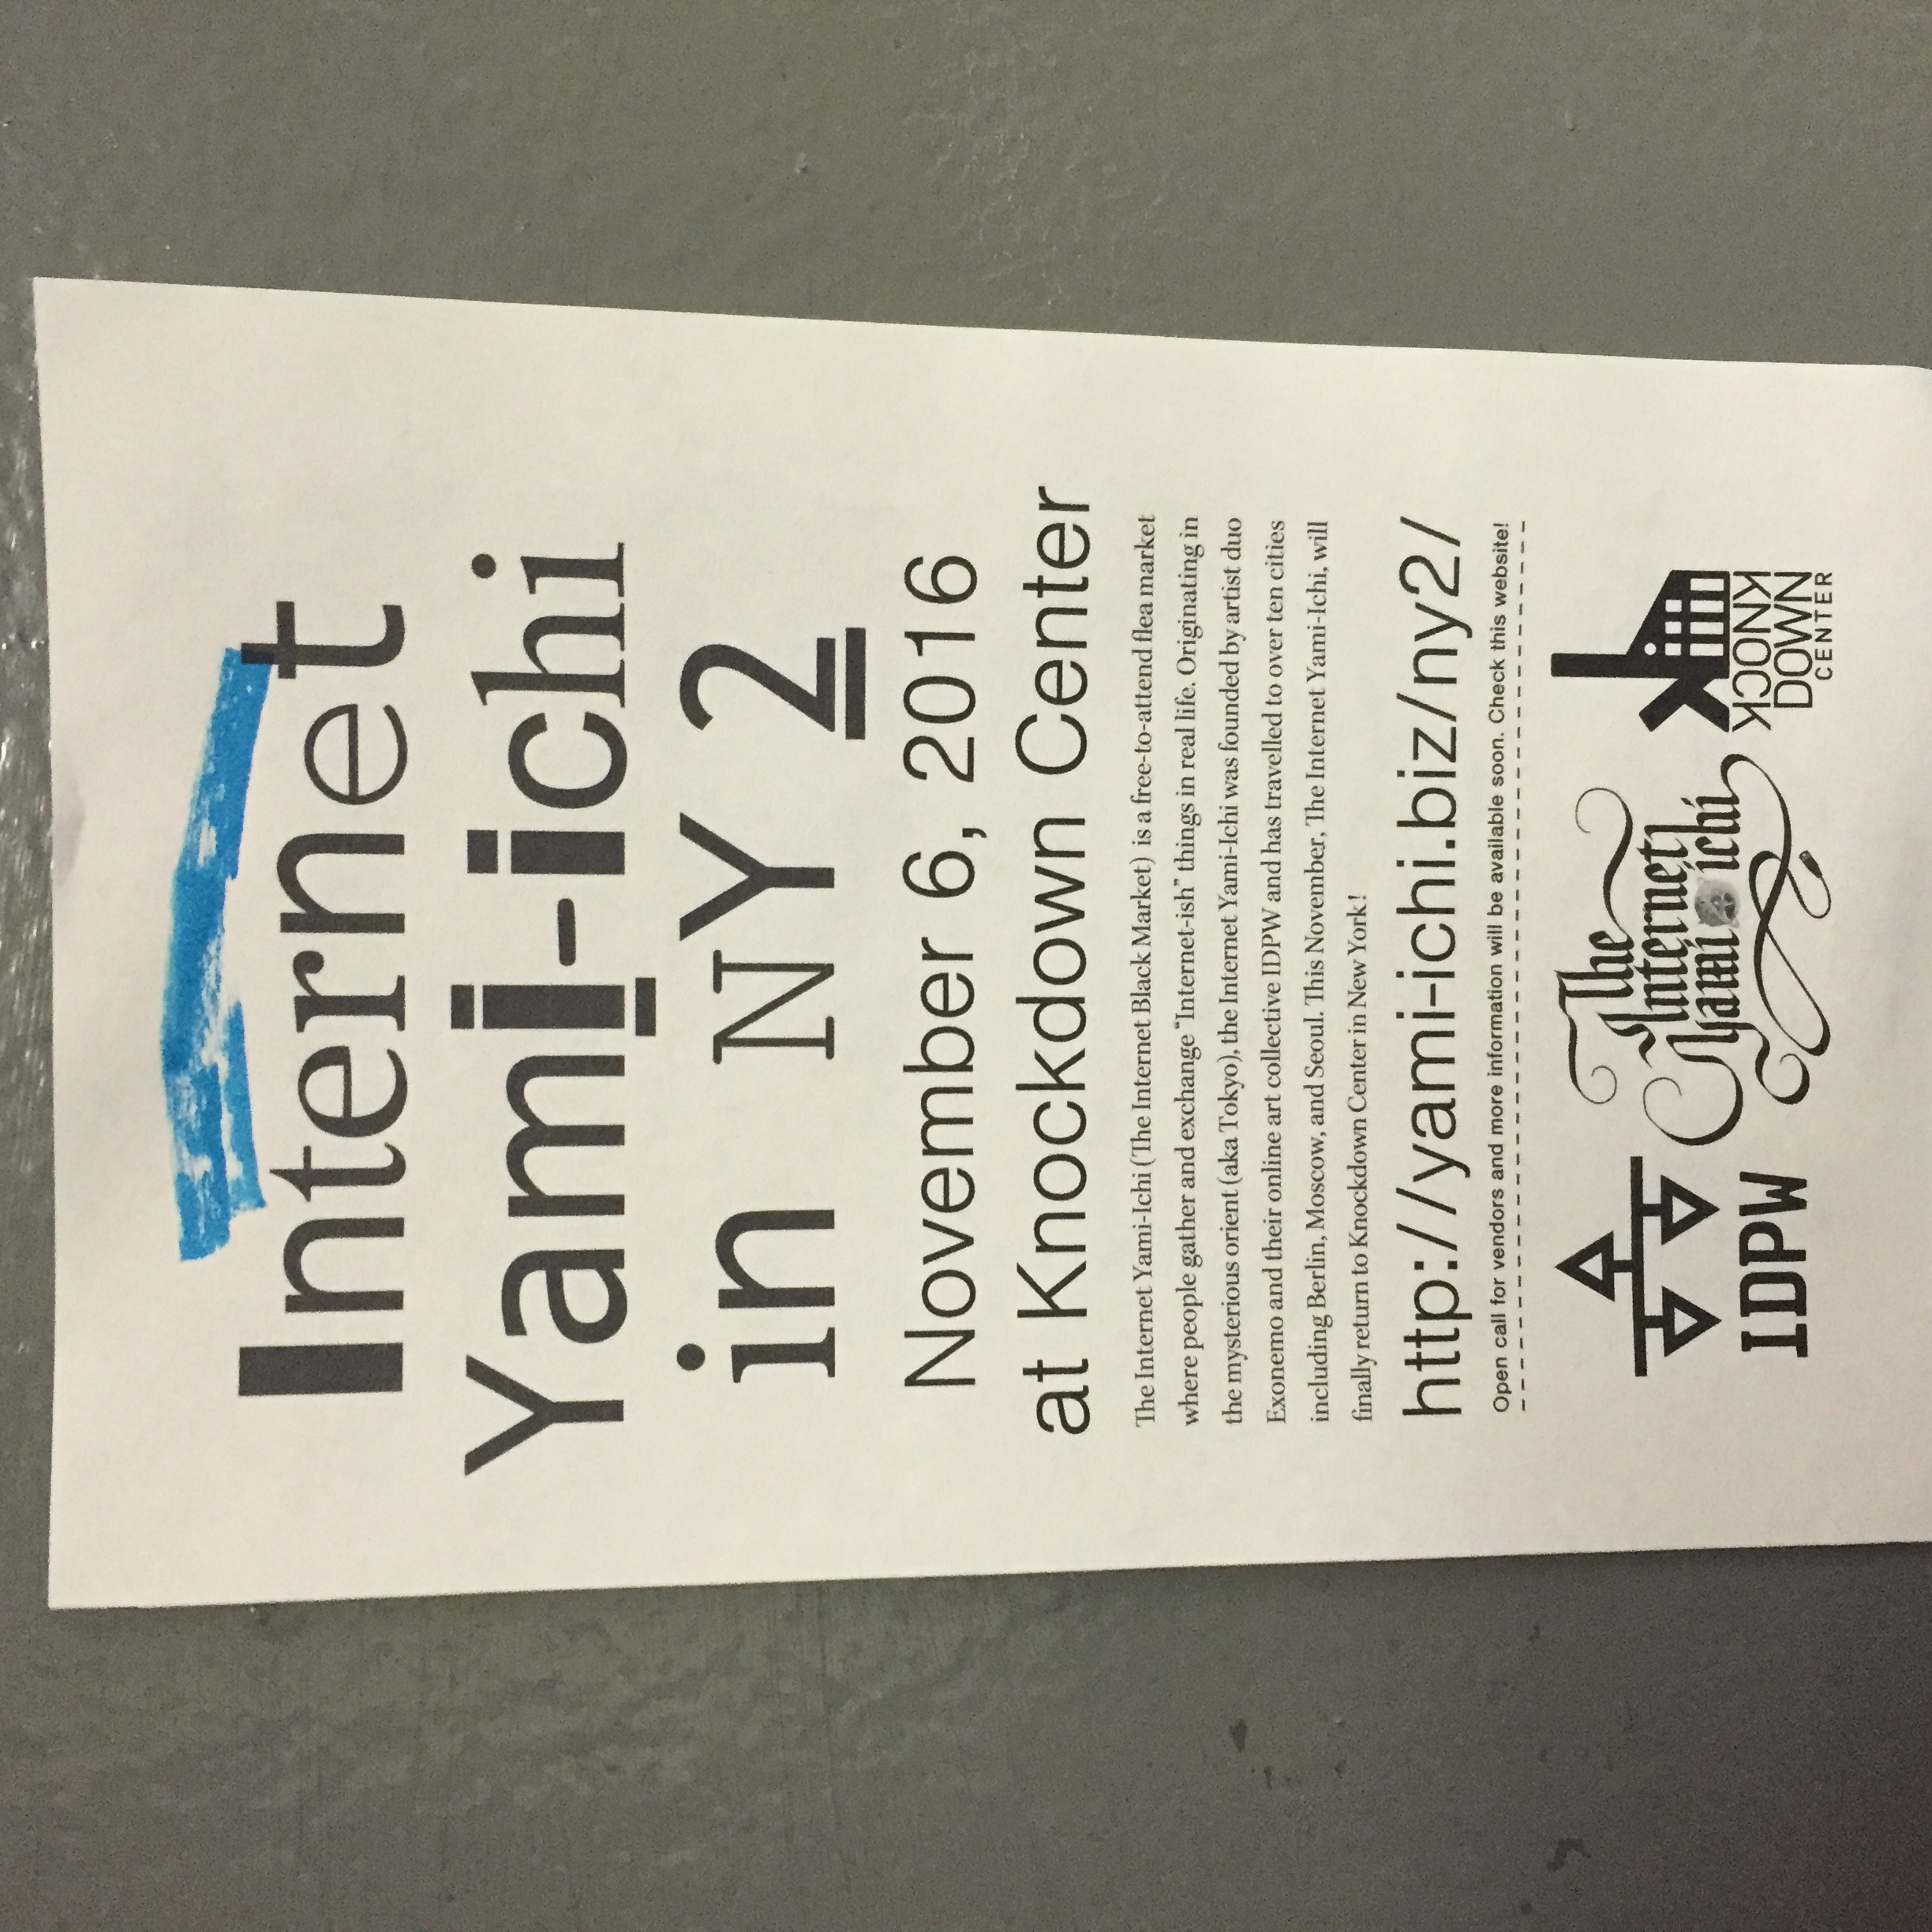 Internet
Yami-ichi
in NY 2
November 6, 2016
at Knockdown Center
The Internet Yami-Ichi (The Internet Black Market) is a free-to-attend flea market
where people gather and exchange “Internet-ish” things in real life. Originating in
the mysterious orient (aka Tokyo), the Internet Yami-Ichi was founded by artist duo
Exonemo and their online art collective IDPW and has travelled to over ten cities
including Berlin, Moscow, and Seoul. This November, The Internet Yami-Ichi, will
finally return to Knockdown Center in New York!
http://yami-ichi.biz/ny2/
Open call for vendors and more information will be available soon. Check this website!
IDPW
The
Internet
Yami ichi
KNOCK
DOWN
CENTER